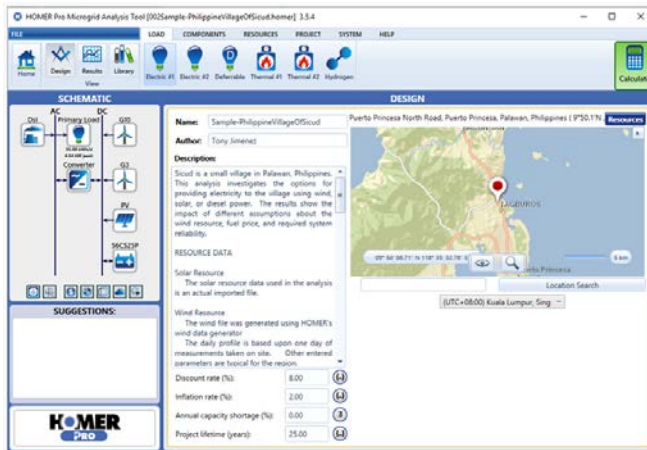 HOMER Pro Microgrid Analysis Tool [002Sample-PhilippineVillageOfSicud.homer] 3.5.4
FILE
LOAD COMPONENTS RESOURCES PROJECT SYSTEM HELP
Home Design Results Library Electric #1 Electric #2 Deferrable Thermal #1 Thermal #2 Hydrogen
View
Calculate
SCHEMATIC
DESIGN
AC DC
Dsl Primary Load G10
Converter G3
PV
S6CS25P
SUGGESTIONS:
HOMER
PRO
Name: Sample-PhilippineVillageOfSicud
Author: Tony Jimenez
Description:
Sicud is a small village in Palawan, Philippines.
This analysis investigates the options for
providing electricity to the village using wind,
solar, or diesel power. The results show the
impact of different assumptions about the
wind resource, fuel price, and required system
reliability.
RESOURCE DATA
Solar Resource
The solar resource data used in the analysis
is an actual imported file.
Wind Resource
The wind file was generated using HOMER's
wind data generator
The daily profile is based upon one day of
measurements taken on site. Other entered
parameters are typical for the region.
Discount rate (%): 8.00
Inflation rate (%): 2.00
Annual capacity shortage (%): 0.00
Project lifetime (years): 25.00
Puerto Princesa North Road, Puerto Princesa, Palawan, Philippines ( 9°50.1'N
Resources
TAGBUROS
Puerto Princesa
Location Search
(UTC+08:00) Kuala Lumpur, Sing